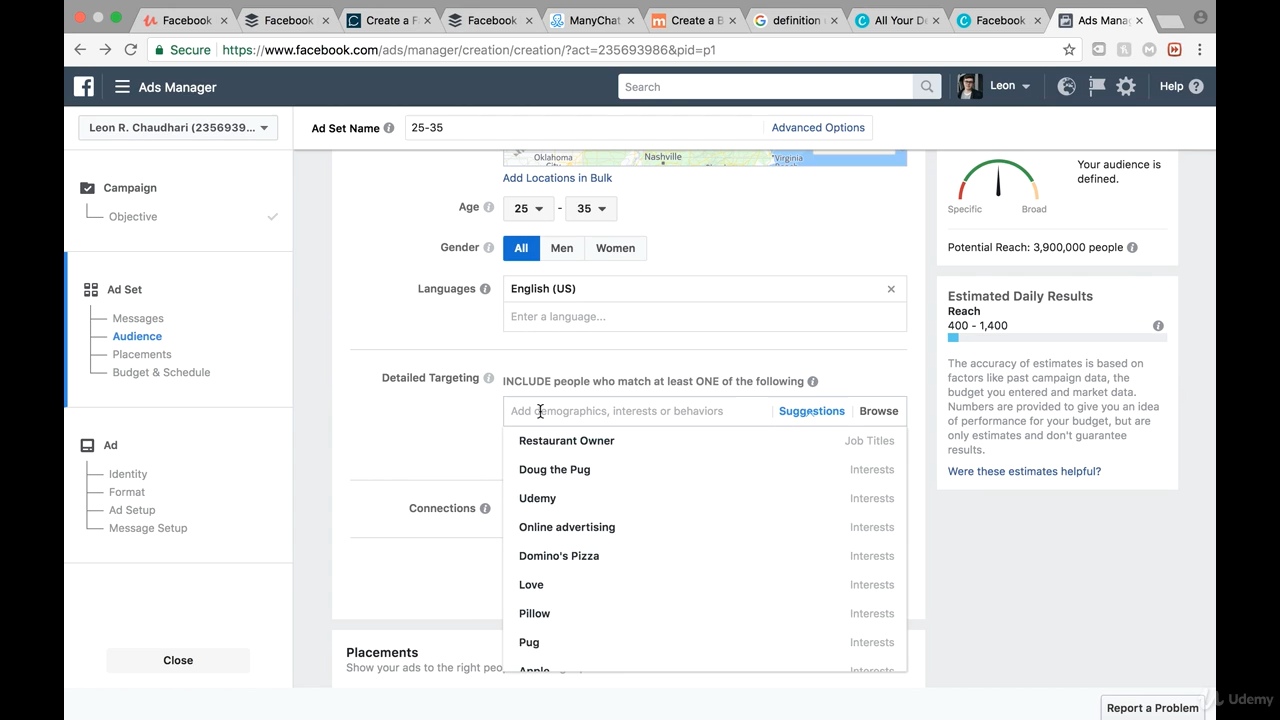 Facebook
Facebook
Create a F
Facebook
ManyChat
Create a B
definition
All Your De
Facebook
Ads Manag
Secure
https://www.facebook.com/ads/manager/creation/creation/?act=235693986&pid=p1
Ads Manager
Search
Leon
Help
Leon R. Chaudhari (2356939...
Ad Set Name
25-35
Advanced Options
Campaign
Objective
Ad Set
Messages
Audience
Placements
Budget & Schedule
Ad
Identity
Format
Ad Setup
Message Setup
Close
Oklahoma City
Nashville
Virginia Beach
Add Locations in Bulk
Age
25 - 35
Gender
All Men Women
Languages
English (US)
Enter a language...
Detailed Targeting
INCLUDE people who match at least ONE of the following
Add demographics, interests or behaviors
Suggestions
Browse
Restaurant Owner Job Titles
Doug the Pug Interests
Udemy Interests
Online advertising Interests
Domino's Pizza Interests
Love Interests
Pillow Interests
Pug Interests
Apple Interests
Connections
Placements
Show your ads to the right peo
Specific
Broad
Your audience is
defined.
Potential Reach: 3,900,000 people
Estimated Daily Results
Reach
400 - 1,400
The accuracy of estimates is based on
factors like past campaign data, the
budget you entered and market data.
Numbers are provided to give you an idea
of performance for your budget, but are
only estimates and don't guarantee
results.
Were these estimates helpful?
Report a Problem
Udemy